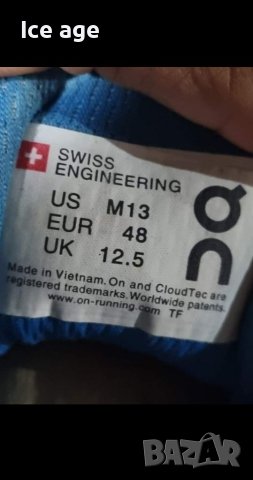 Ice age
SWISS
ENGINEERING
US M13
EUR 48
UK 12.5
Made in Vietnam. On and CloudTec are
registered trademarks. Worldwide patents.
www.on-running.com TF
BAZAR